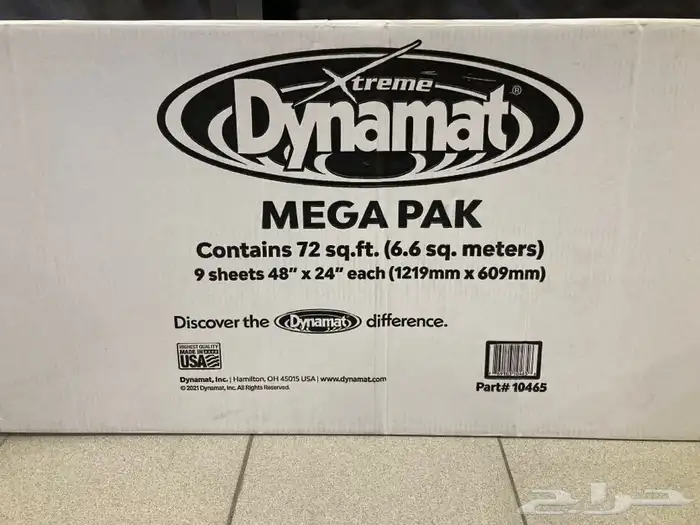 Xtreme
Dynamat®
MEGA PAK
Contains 72 sq.ft. (6.6 sq. meters)
9 sheets 48” x 24” each (1219mm x 609mm)
Discover the Dynamat difference.
HIGHEST QUALITY
MADE IN
USA
Dynamat, Inc. | Hamilton, OH 45015 USA | www.dynamat.com
© 2021 Dynamat, Inc. All Rights Reserved.
Part# 10465
حراج